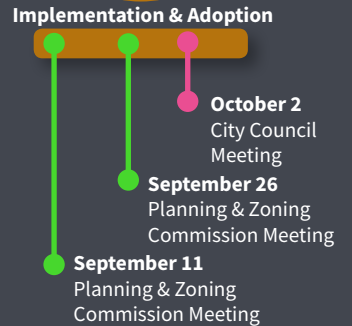 Implementation & Adoption
October 2
City Council
Meeting
September 26
Planning & Zoning
Commission Meeting
September 11
Planning & Zoning
Commission Meeting